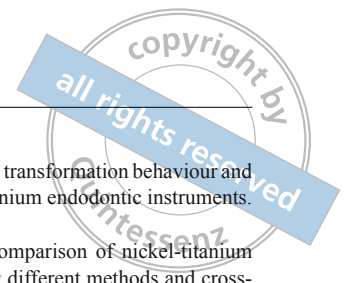 copyright by
all rights reserved
Quintessenz
transformation behaviour and
nium endodontic instruments.
omparison of nickel-titanium
different methods and cross-